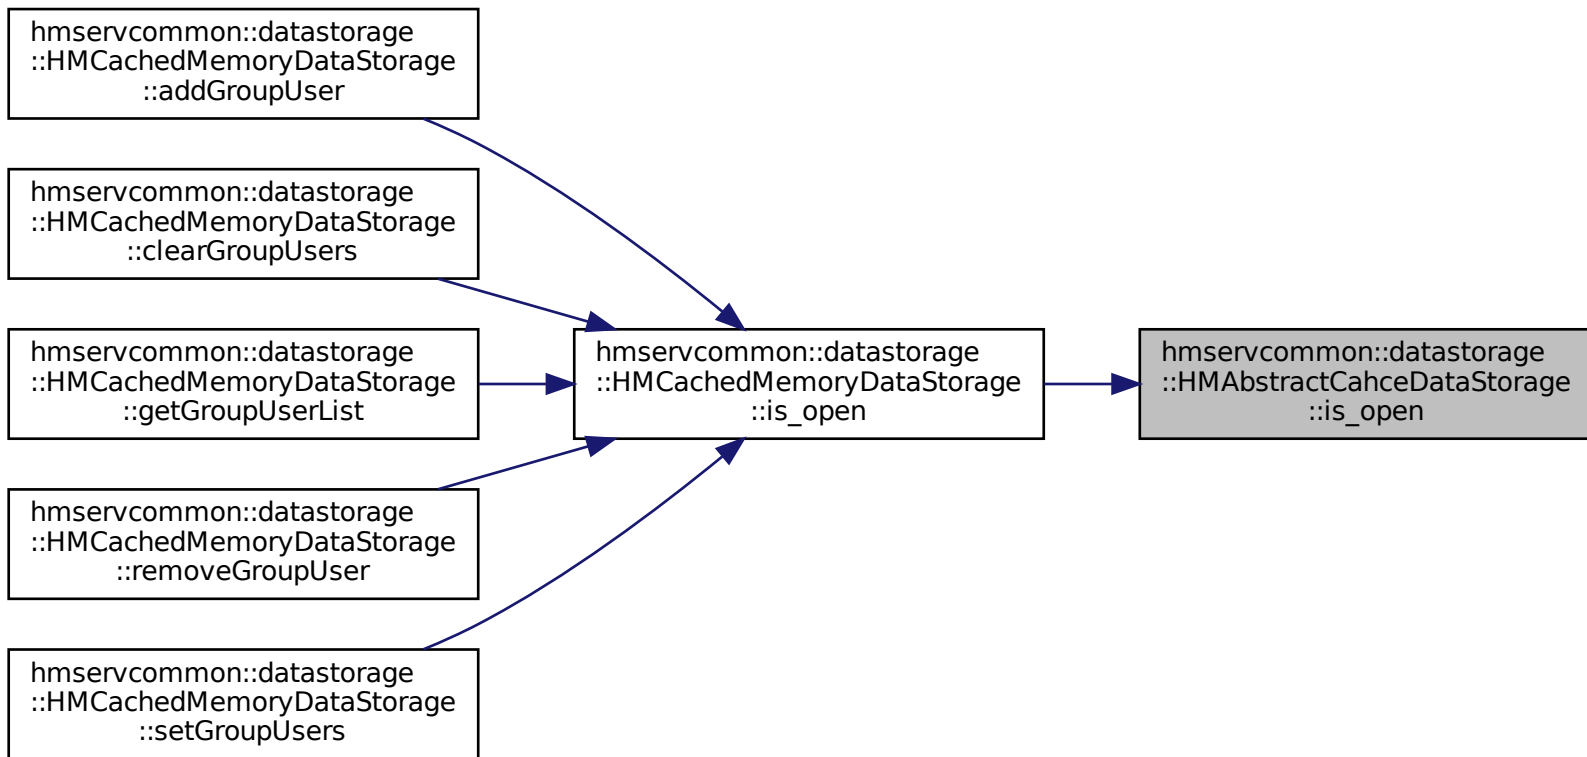 hmservcommon::datastorage
::HMCachedMemoryDataStorage
::addGroupUser
hmservcommon::datastorage
::HMCachedMemoryDataStorage
::clearGroupUsers
hmservcommon::datastorage
::HMCachedMemoryDataStorage
::getGroupUserList
hmservcommon::datastorage
::HMCachedMemoryDataStorage
::removeGroupUser
hmservcommon::datastorage
::HMCachedMemoryDataStorage
::setGroupUsers
hmservcommon::datastorage
::HMCachedMemoryDataStorage
::is_open
hmservcommon::datastorage
::HMAbstractCahceDataStorage
::is_open